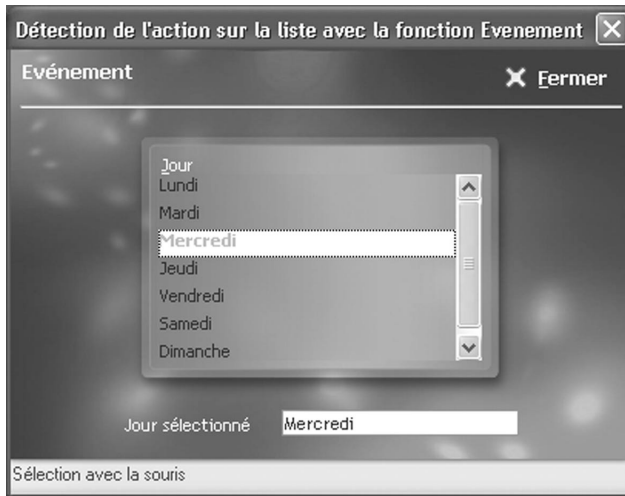 Détection de l'action sur la liste avec la fonction Evenement
Evénement
Fermer
Jour
Lundi
Mardi
Mercredi
Jeudi
Vendredi
Samedi
Dimanche
Jour sélectionné Mercredi
Sélection avec la souris